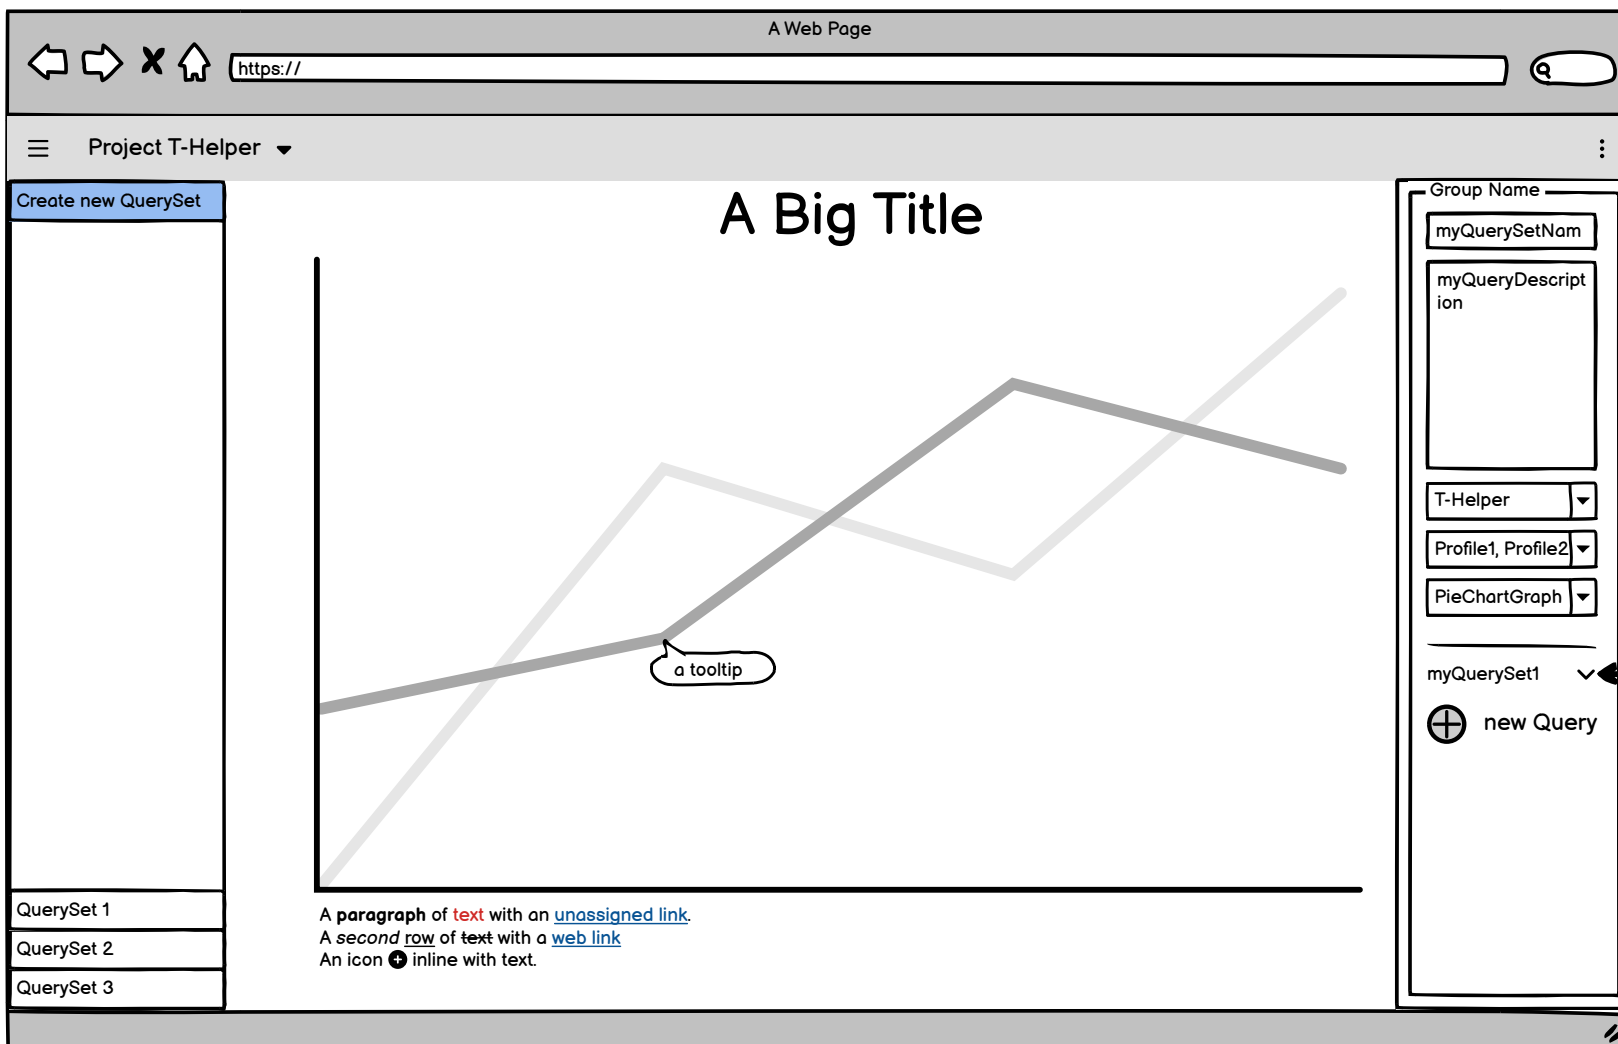 A Web Page
https://
Project T-Helper
Create new QuerySet
A Big Title
Group Name
myQuerySetNam
myQueryDescript
ion
T-Helper
Profile1, Profile2
PieChartGraph
a tooltip
myQuerySet1
new Query
QuerySet 1
QuerySet 2
QuerySet 3
A paragraph of text with an unassigned link.
A second row of text with a web link
An icon inline with text.